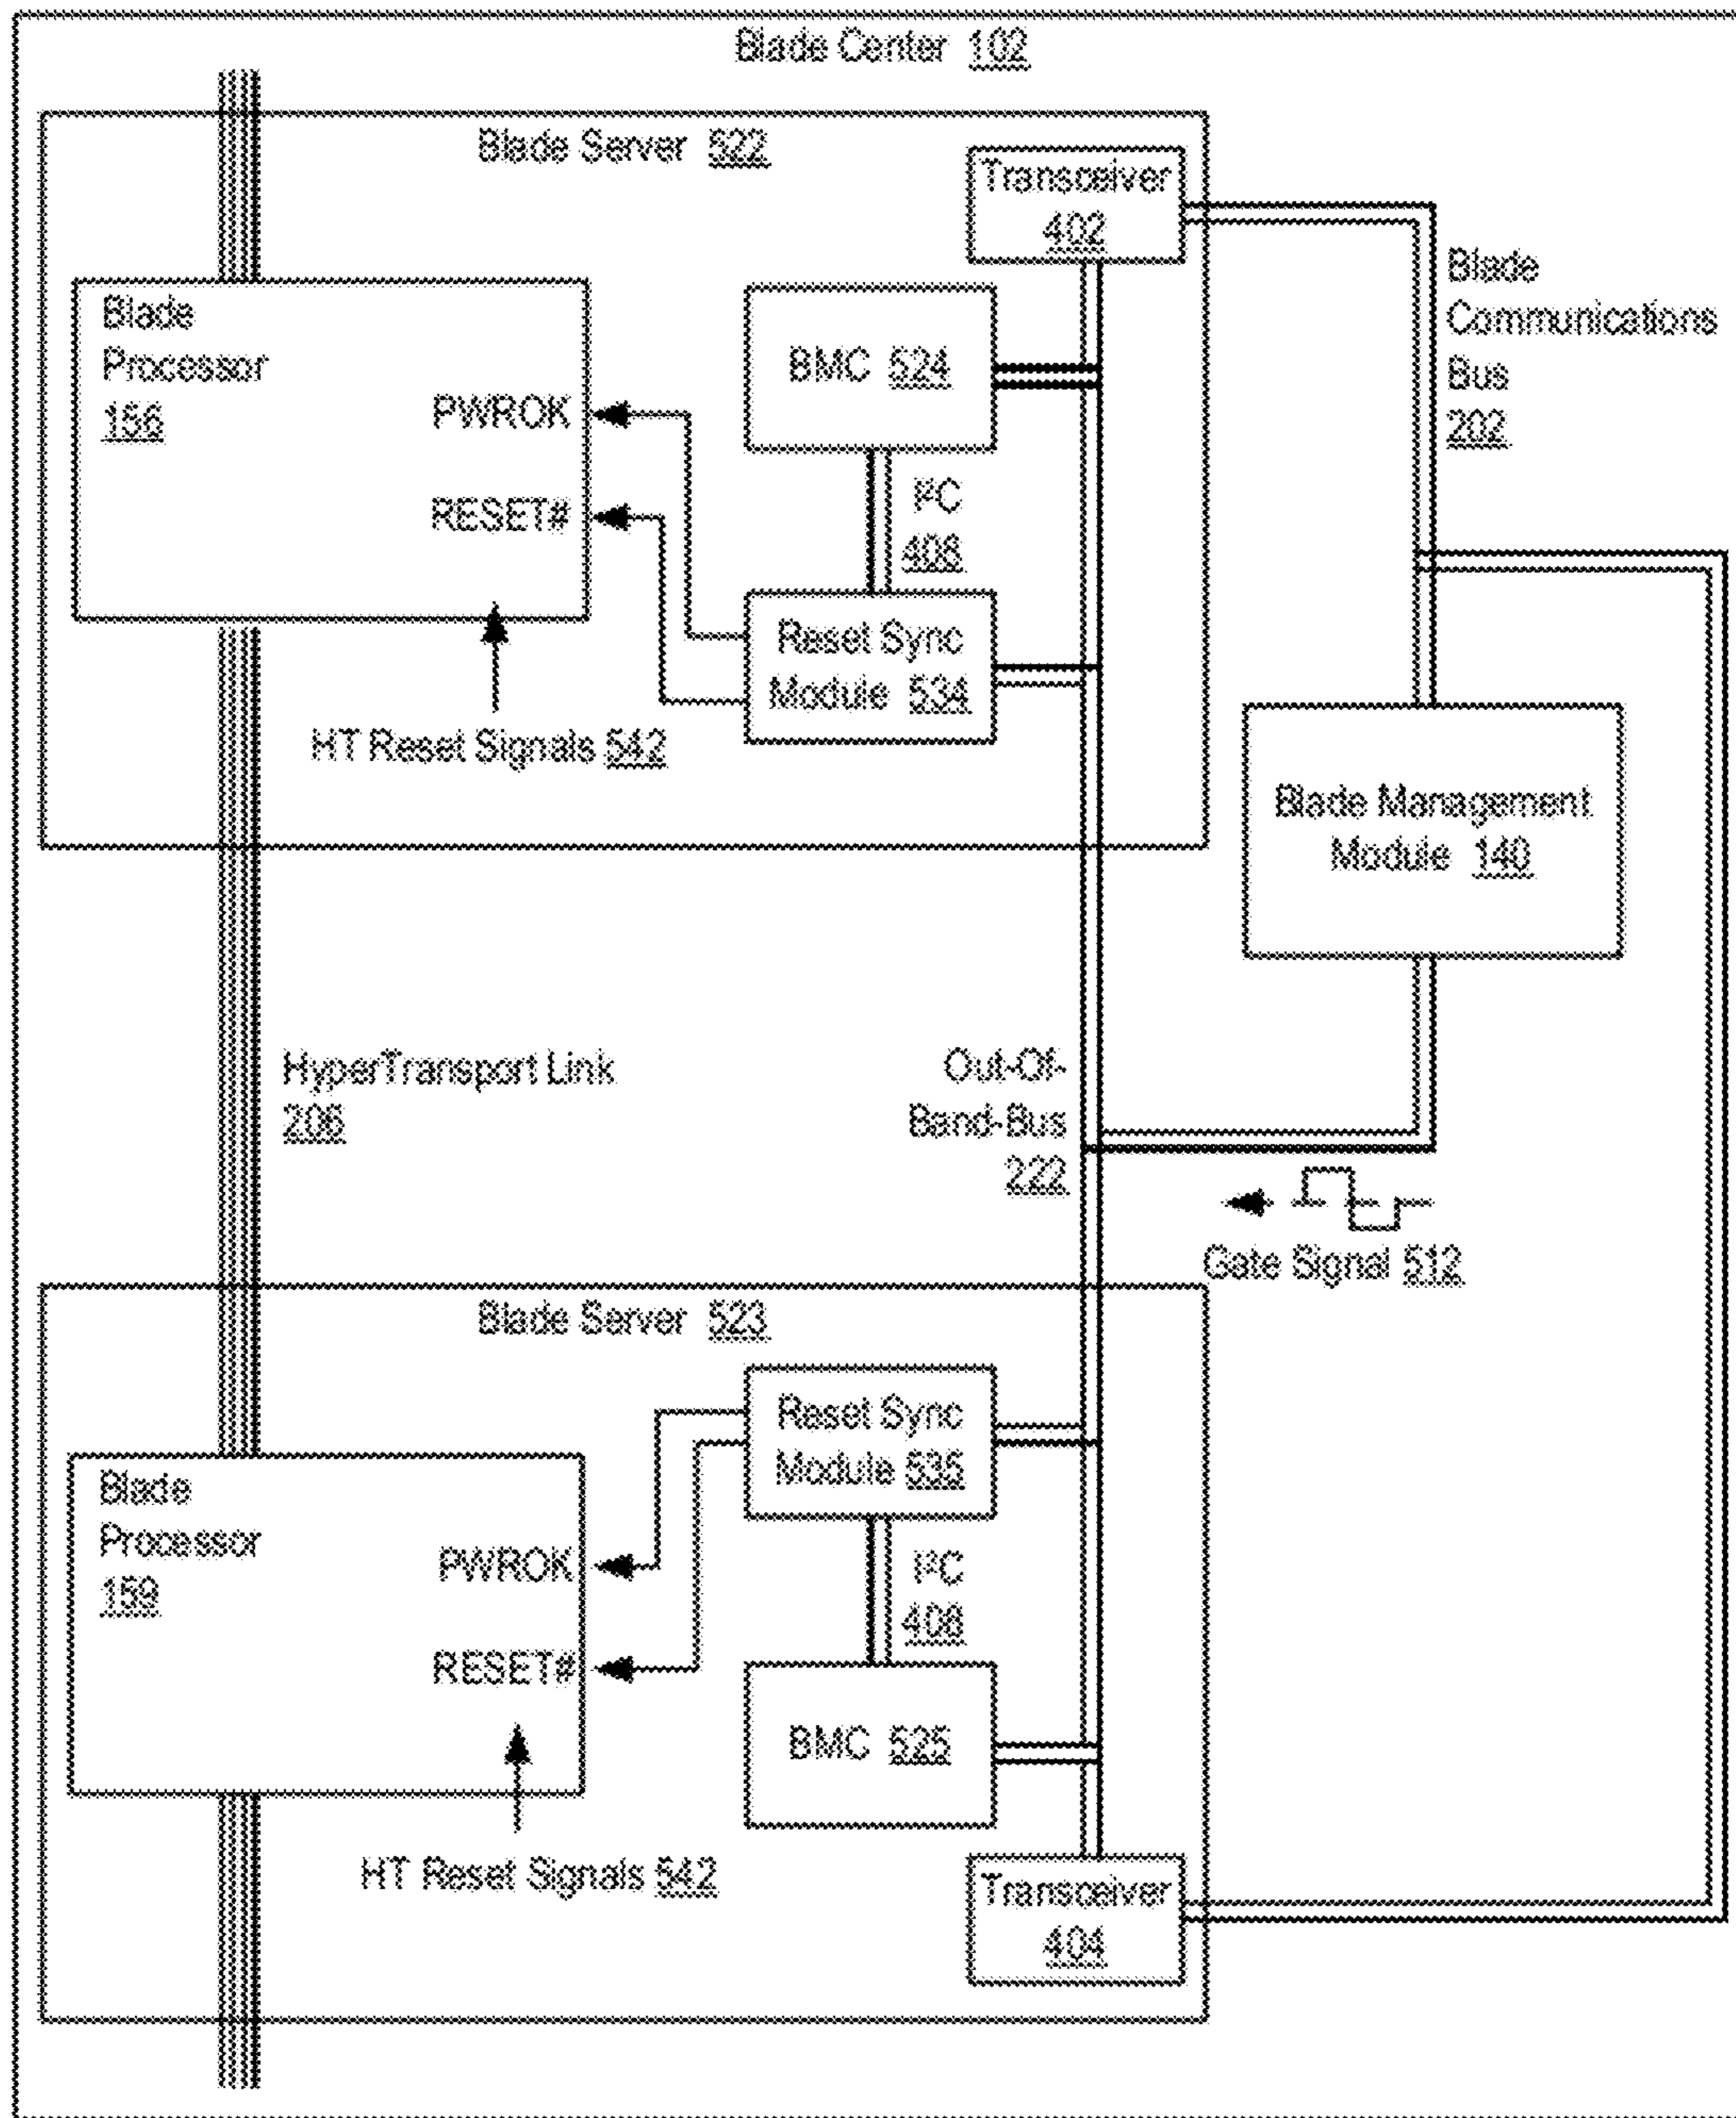 Blade Center 102
Blade Server 522
Transceiver
402
Blade
Communications
Bus
202
Blade
Processor
156
PWROK
RESET#
BMC 524
I²C
408
Reset Sync
Module 534
HT Reset Signals 542
Blade Management
Module 140
HyperTransport Link
206
Out-Of-
Band-Bus
222
Gate Signal 512
Blade Server 523
Reset Sync
Module 535
Blade
Processor
159
PWROK
RESET#
I²C
408
BMC 525
HT Reset Signals 542
Transceiver
404